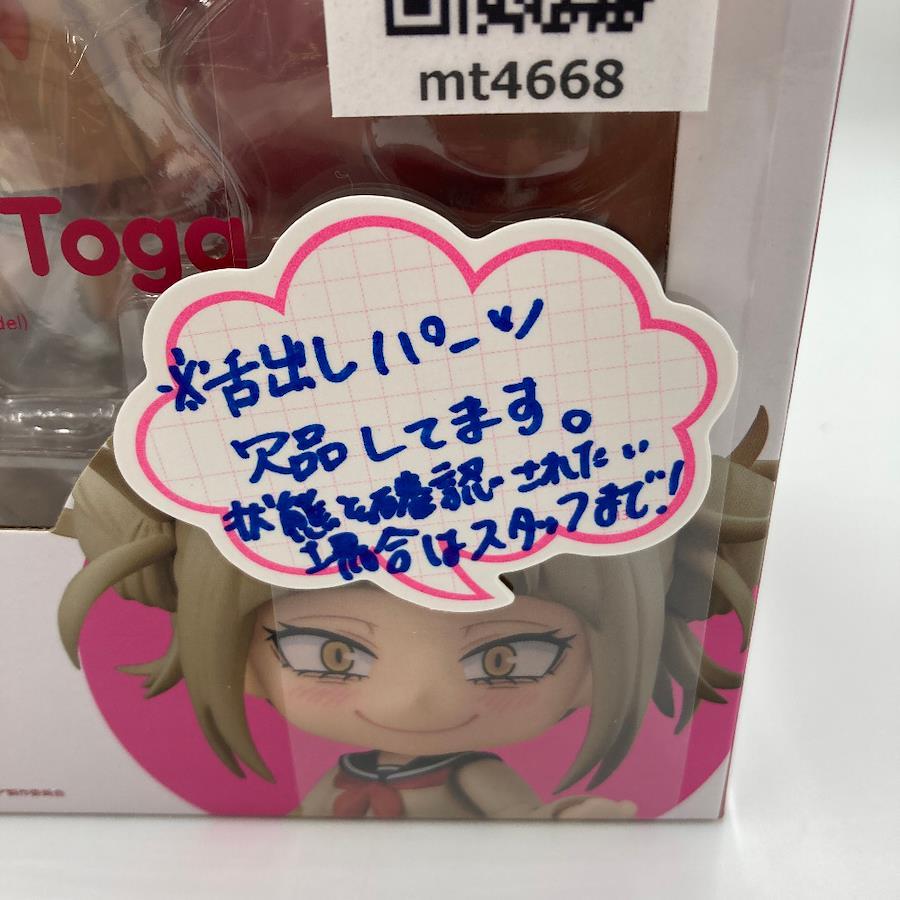 mt4668
Toga
del)
※舌出しパーツ
欠品してます。
状態を確認されたい
場合はスタッフまで!